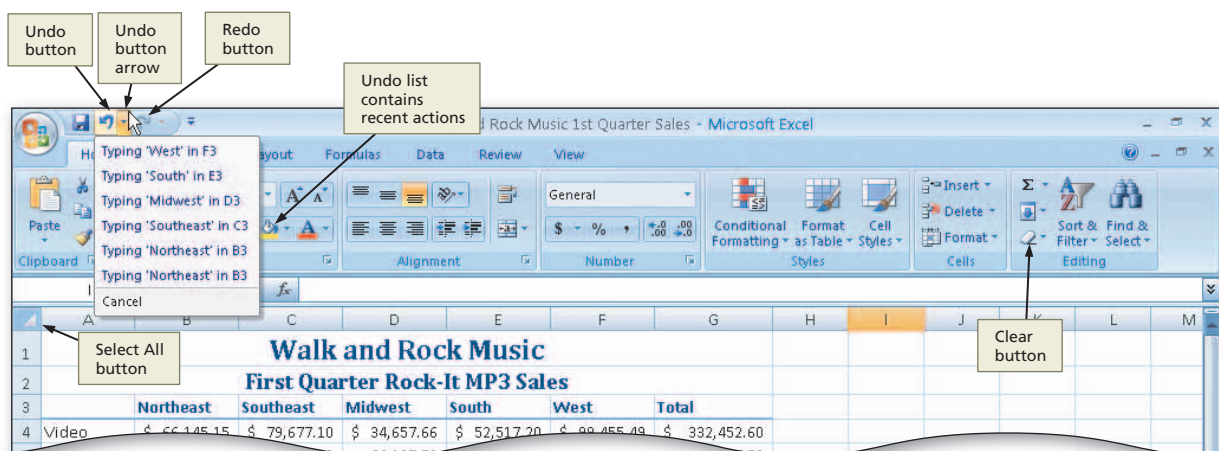 Undo
button
Undo
button
arrow
Redo
button
Undo list
contains
recent actions
Rock Music 1st Quarter Sales - Microsoft Excel
ayout Formulas Data Review View
Typing 'West' in F3
Typing 'South' in E3
Typing 'Midwest' in D3
Typing 'Southeast' in C3
Typing 'Northeast' in B3
Typing 'Northeast' in B3
Cancel
Paste
Clipboard
A A A
General
$ % , .0 .00 .00 .0
Alignment
Number
Conditional Formatting
Format as Table
Cell Styles
Styles
Insert
Delete
Format
Cells
Σ
Sort & Filter
Find & Select
Editing
fx
A B C D E F G H I J K L M
Select All
button
Clear
button
1 Walk and Rock Music
2 First Quarter Rock-It MP3 Sales
3 Northeast Southeast Midwest South West Total
4 Video $ 66,145.15 $ 79,677.10 $ 34,657.66 $ 52,517.20 $ 99,455.49 $ 332,452.60